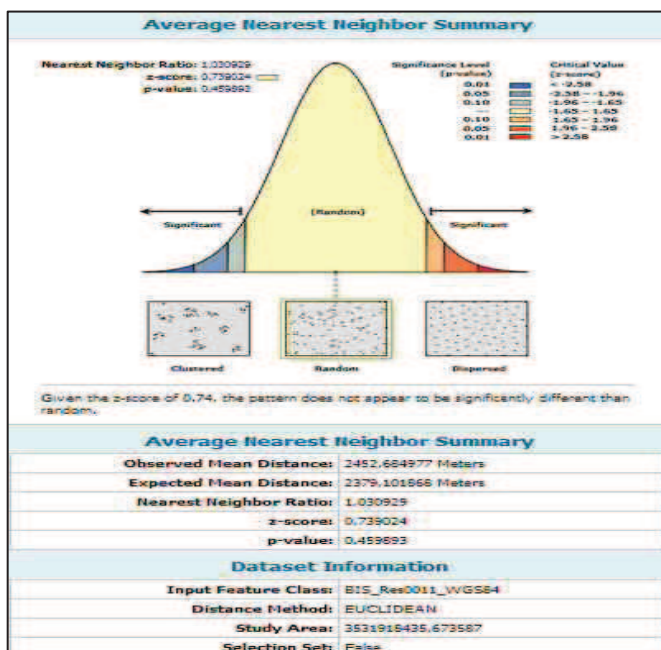 Average Nearest Neighbor Summary
Nearest Neighbor Ratio: 1.030929
z-score: 0.739024
p-value: 0.459893
Significance Level (p-value) Critical Value (z-score)
0.01 < -2.58
0.05 -2.58 - -1.96
0.10 -1.96 - -1.65
--- -1.65 - 1.65
0.10 1.65 - 1.96
0.05 1.96 - 2.58
0.01 > 2.58
(Random)
Significant Significant
Clustered Random Dispersed
Given the z-score of 0.74, the pattern does not appear to be significantly different than
random.
Average Nearest Neighbor Summary
Observed Mean Distance: 2452,684977 Meters
Expected Mean Distance: 2379,101868 Meters
Nearest Neighbor Ratio: 1,030929
z-score: 0,739024
p-value: 0,459893
Dataset Information
Input Feature Class: BIS_Res0011_WGS84
Distance Method: EUCLIDEAN
Study Area: 3531918435,673587
Selection Set: False